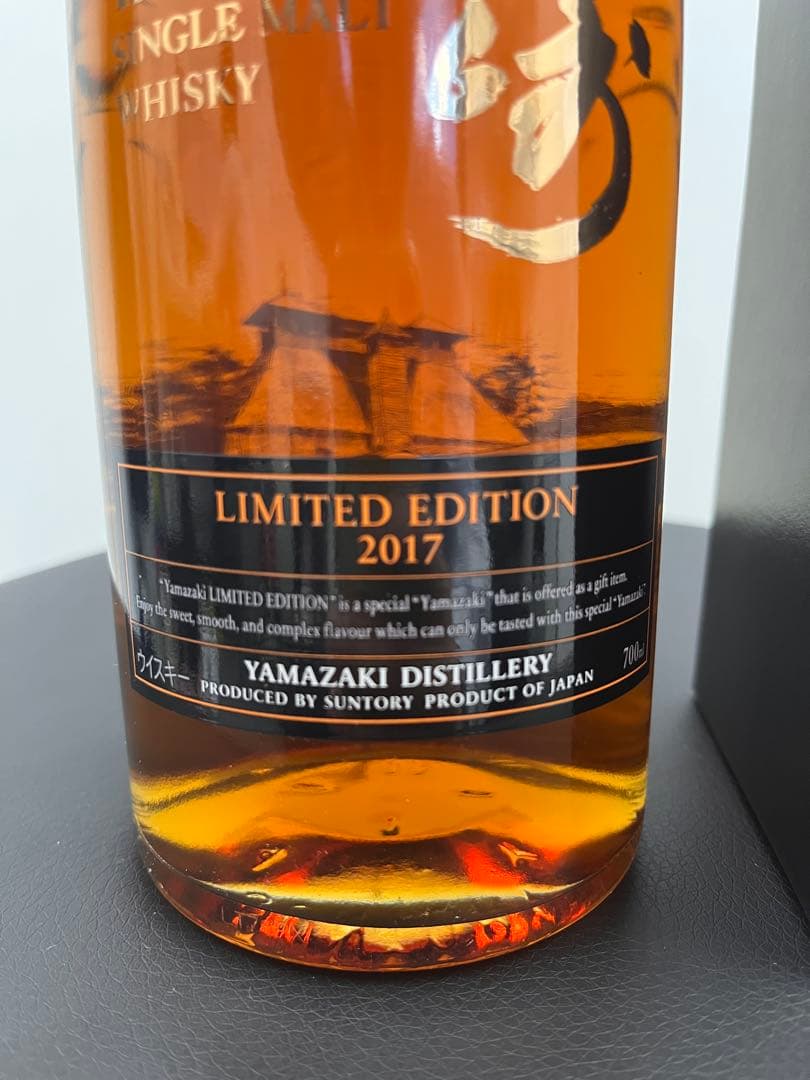 SINGLE MALT
WHISKY
LIMITED EDITION
2017
"Yamazaki LIMITED EDITION" is a special "Yamazaki" that is offered as a gift item.
Enjoy the sweet, smooth, and complex flavour which can only be tasted with this special "Yamazaki"
ウイスキー
YAMAZAKI DISTILLERY
700ml
PRODUCED BY SUNTORY PRODUCT OF JAPAN